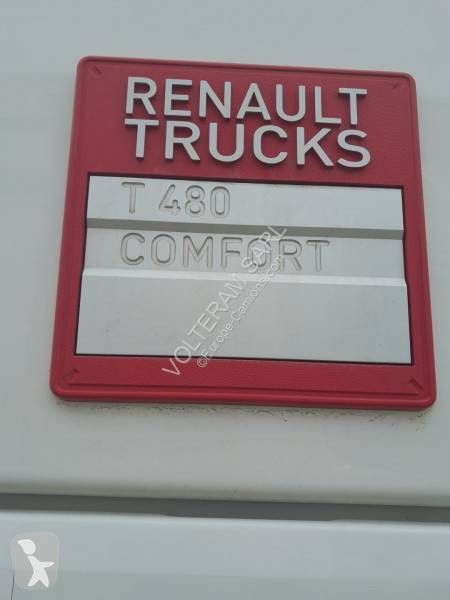 RENAULT
TRUCKS
T 480
COMFORT
VOLTERAM SARL
©Europe-Camions.com